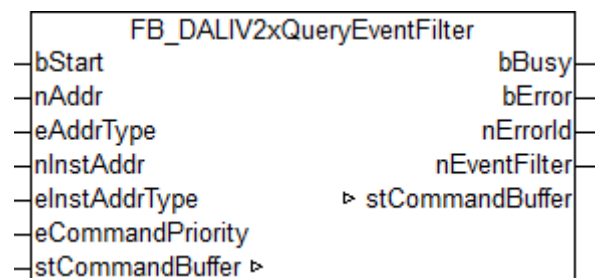 FB_DALIV2xQueryEventFilter
bStart bBusy
nAddr bError
eAddrType nErrorId
nInstAddr nEventFilter
eInstAddrType ▹ stCommandBuffer
eCommandPriority
stCommandBuffer ▹